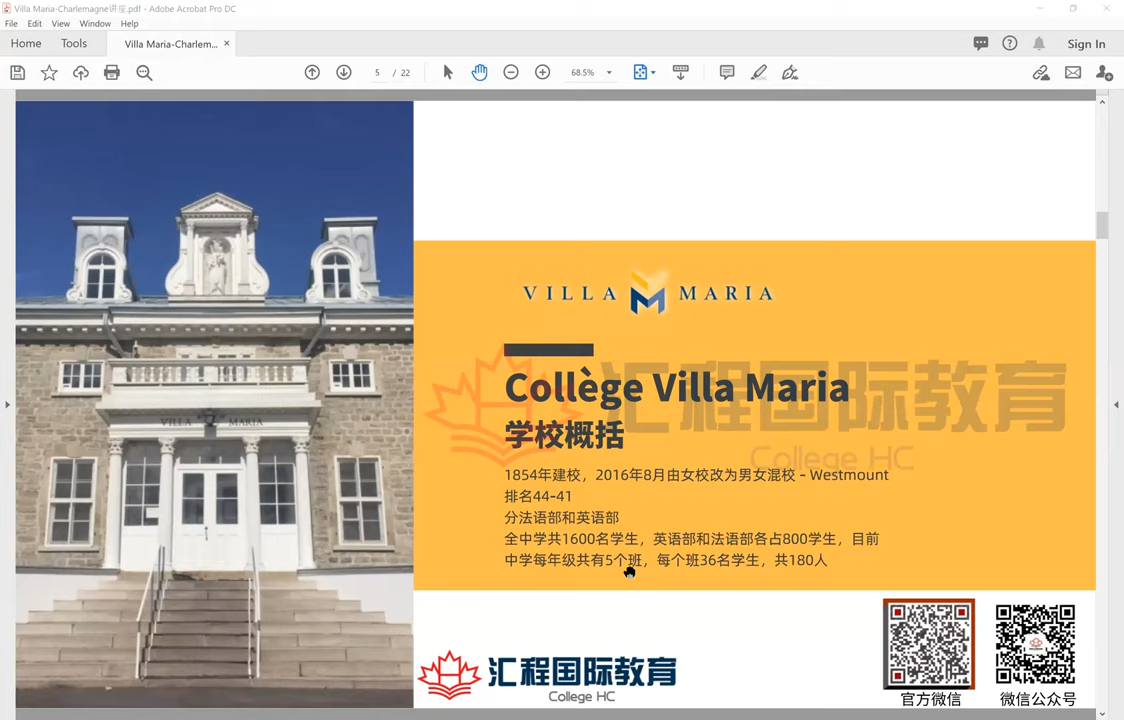 Villa Maria-Charlemagne讲座.pdf - Adobe Acrobat Pro DC
File Edit View Window Help
Home Tools Villa Maria-Charlem... × Sign In
5 / 22 68.5%
VILLA MARIA
VILLA MARIA
汇程国际教育
College HC
Collège Villa Maria
学校概括
1854年建校，2016年8月由女校改为男女混校 – Westmount
排名44-41
分法语部和英语部
全中学共1600名学生，英语部和法语部各占800学生，目前
中学每年级共有5个班，每个班36名学生，共180人
汇程国际教育
College HC
官方微信 微信公众号